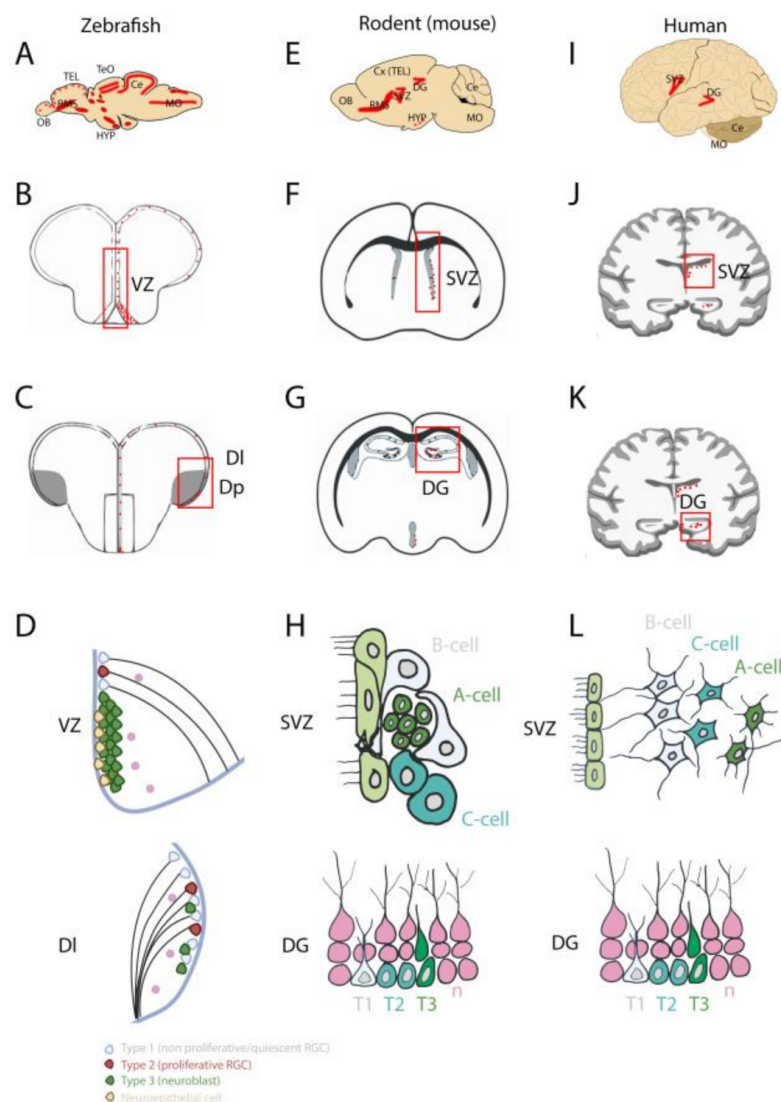 Zebrafish
Rodent (mouse)
Human
A
TeO
TEL
Ce
RMS
MO
OB
HYP
E
Cx (TEL)
DG
Ce
SVZ
OB
RMS
HYP
MO
I
SVZ
DG
Ce
MO
B
VZ
F
SVZ
J
SVZ
C
Dl
Dp
G
DG
K
DG
D
VZ
H
B-cell
A-cell
SVZ
C-cell
L
B-cell
C-cell
A-cell
SVZ
Dl
DG
T1 T2 T3 n
DG
T1 T2 T3 n
Type 1 (non proliferative/quiescent RGC)
Type 2 (proliferative RGC)
Type 3 (neuroblast)
Neuroepithelial cell